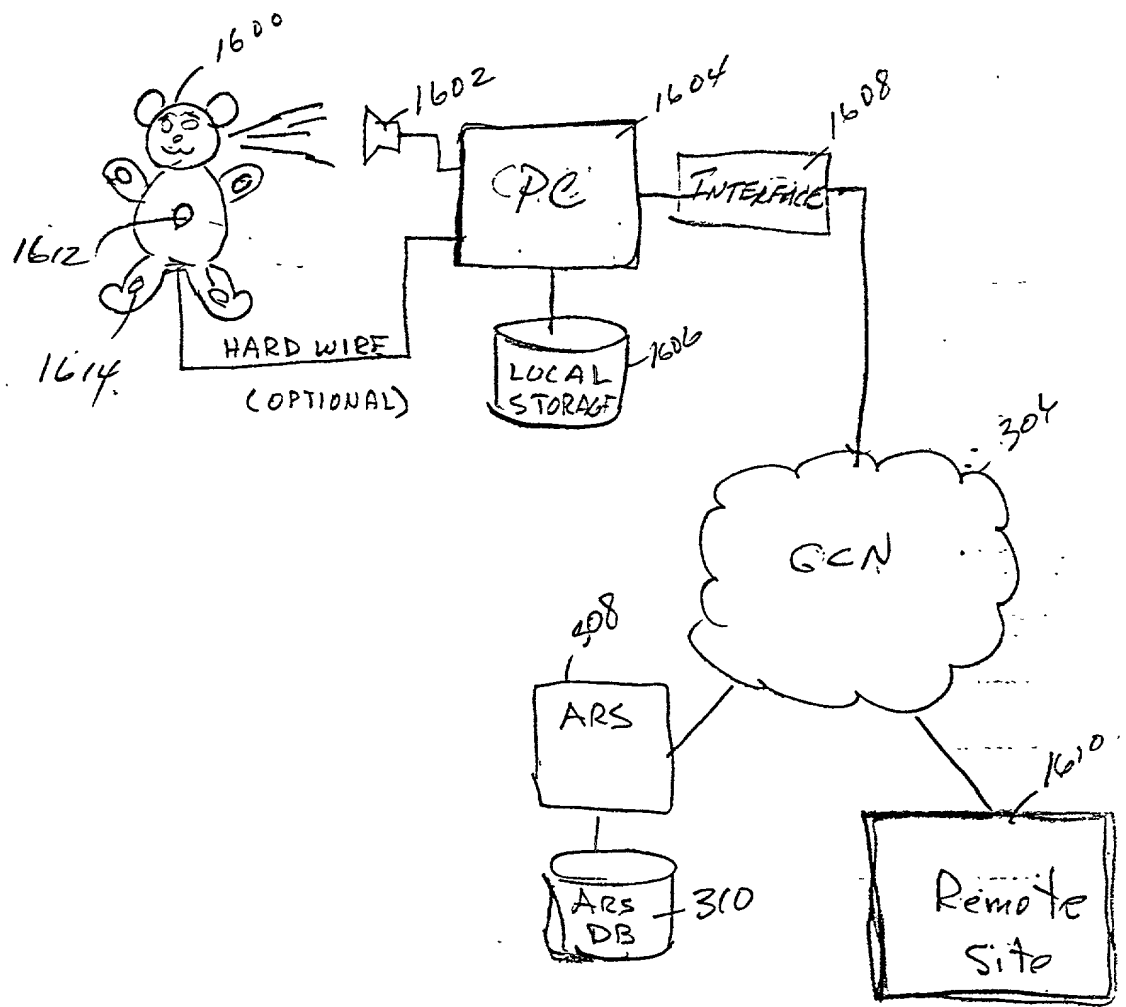 1600
1602
1604
1608
CPC
INTERFACE
1612
1614
HARD WIRE
(OPTIONAL)
LOCAL
STORAGE
1606
304
GCN
308
ARS
1610
ARS
DB
310
Remote
Site